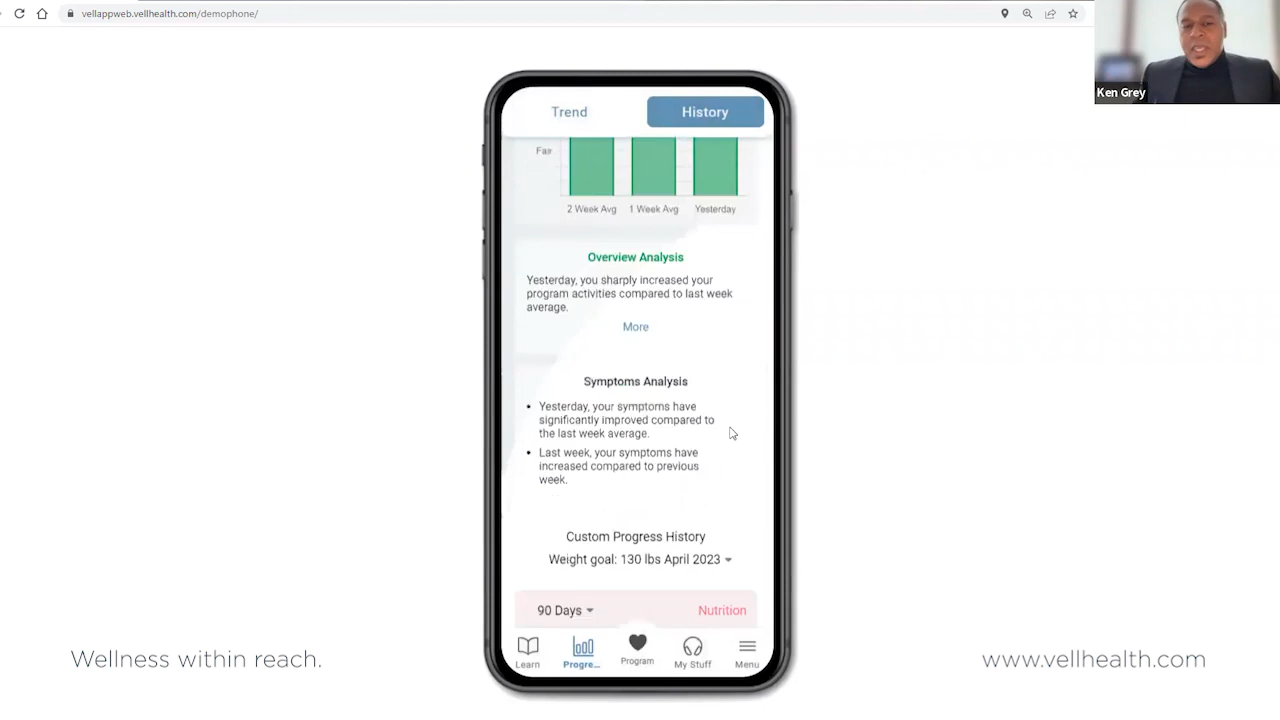 vellappweb.vellhealth.com/demophone/
Ken Grey
Trend
History
Fair
2 Week Avg
1 Week Avg
Yesterday
Overview Analysis
Yesterday, you sharply increased your
program activities compared to last week
average.
More
Symptoms Analysis
• Yesterday, your symptoms have
significantly improved compared to
the last week average.
• Last week, your symptoms have
increased compared to previous
week.
Custom Progress History
Weight goal: 130 lbs April 2023
90 Days
Nutrition
Learn
Progre...
Program
My Stuff
Menu
Wellness within reach.
www.vellhealth.com